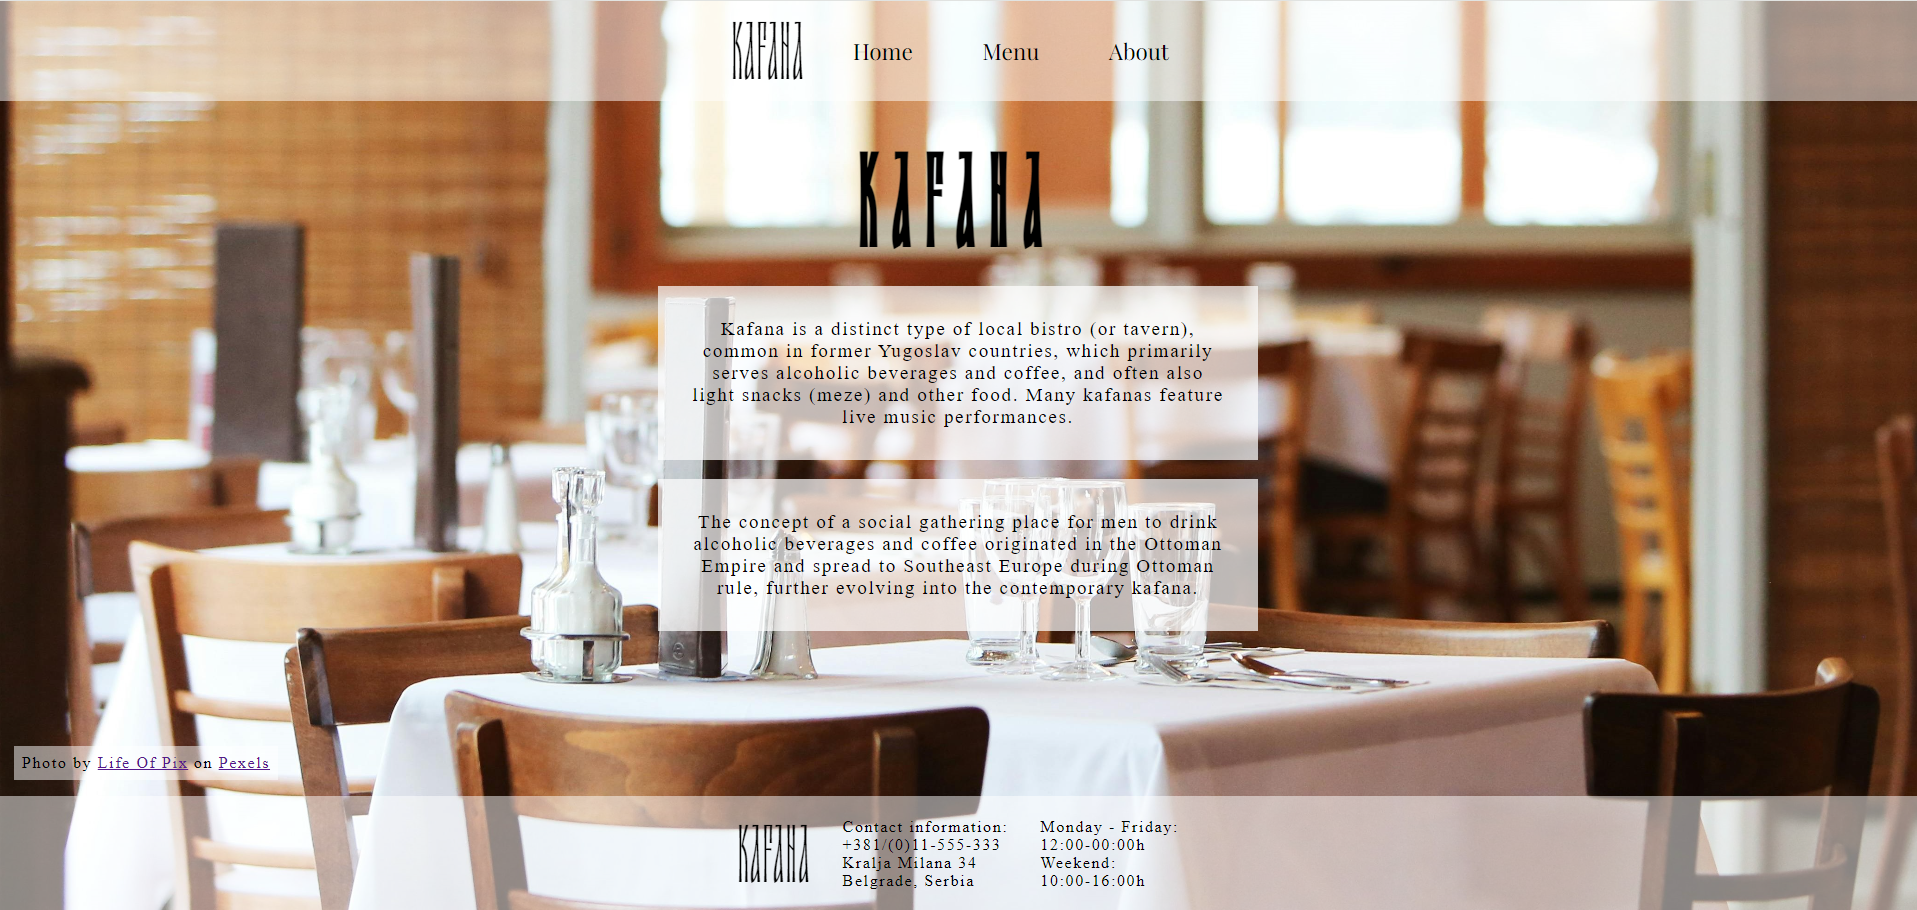 KAFANA
Home
Menu
About
KAFANA
Kafana is a distinct type of local bistro (or tavern),
common in former Yugoslav countries, which primarily
serves alcoholic beverages and coffee, and often also
light snacks (meze) and other food. Many kafanas feature
live music performances.
The concept of a social gathering place for men to drink
alcoholic beverages and coffee originated in the Ottoman
Empire and spread to Southeast Europe during Ottoman
rule, further evolving into the contemporary kafana.
Photo by Life Of Pix on Pexels
KAFANA
Contact information:
+381/(0)11-555-333
Kralja Milana 34
Belgrade, Serbia
Monday - Friday:
12:00-00:00h
Weekend:
10:00-16:00h